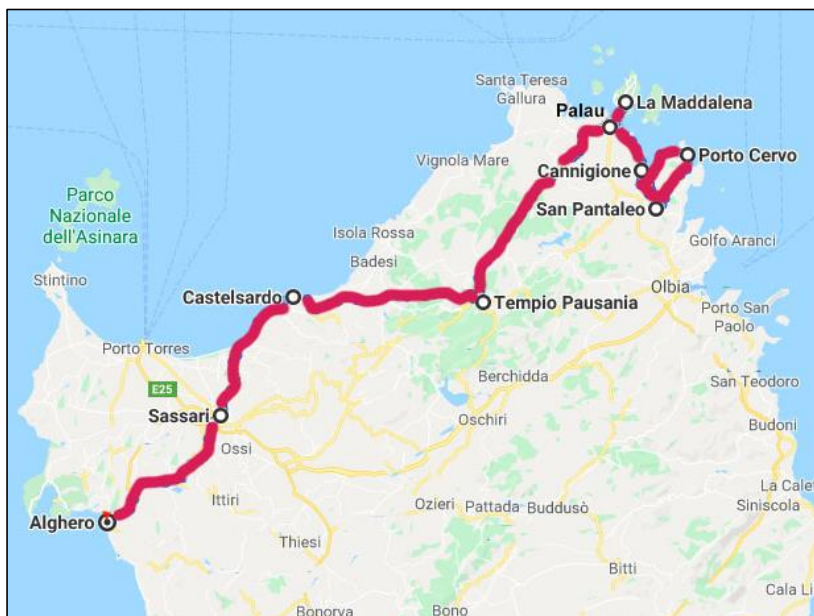 Santa Teresa
Gallura
La Maddalena
Palau
Vignola Mare
Porto Cervo
Cannigione
San Pantaleo
Parco
Nazionale
dell'Asinara
Isola Rossa
Golfo Aranci
Badesi
Stintino
Castelsardo
Olbia
Tempio Pausania
Porto San
Paolo
Porto Torres
E25
Berchidda
San Teodoro
Sassari
Oschiri
Budoni
Ossi
La Calet
Ittiri
Ozieri
Pattada
Buddusò
Siniscola
Alghero
Thiesi
Bitti
Cala Li
Bonorva
Bono